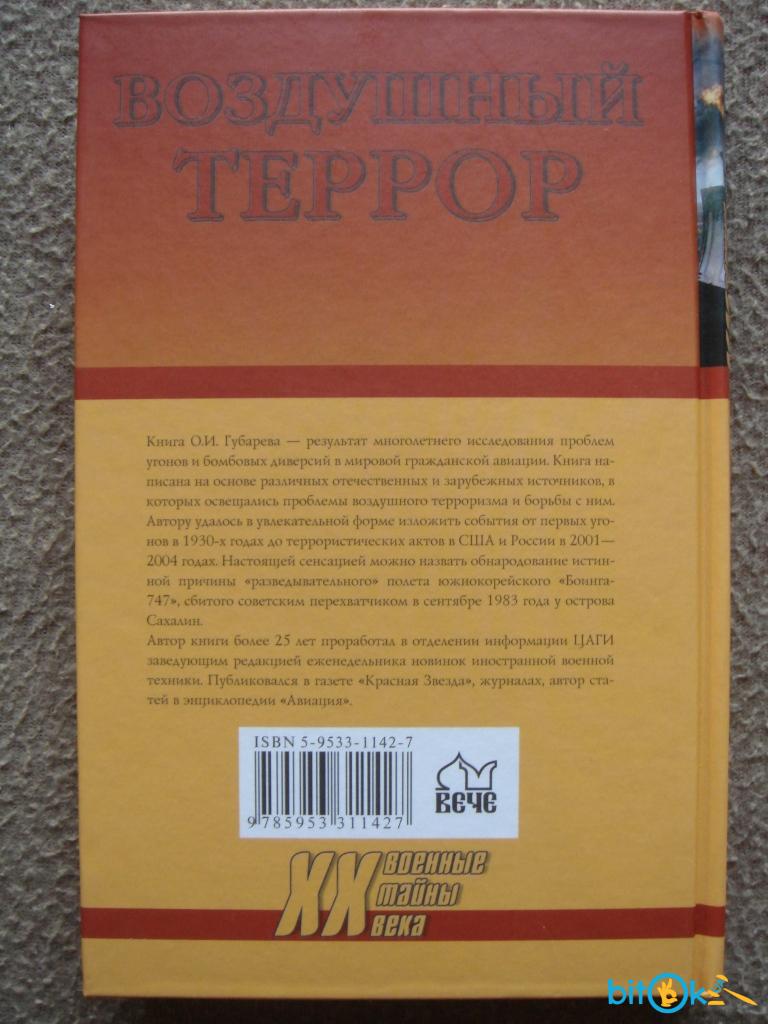 ВОЗДУШНЫЙ
ТЕРРОР
Книга О.И. Губарева — результат многолетнего исследования проблем
угонов и бомбовых диверсий в мировой гражданской авиации. Книга на-
писана на основе различных отечественных и зарубежных источников, в
которых освещались проблемы воздушного терроризма и борьбы с ним.
Автору удалось в увлекательной форме изложить события от первых уго-
нов в 1930-х годах до террористических актов в США и России в 2001—
2004 годах. Настоящей сенсацией можно назвать обнародование истин-
ной причины «разведывательного» полета южнокорейского «Боинга-
747», сбитого советским перехватчиком в сентябре 1983 года у острова
Сахалин.
Автор книги более 25 лет проработал в отделении информации ЦАГИ
заведующим редакцией еженедельника новинок иностранной военной
техники. Публиковался в газете «Красная Звезда», журналах, автор ста-
тей в энциклопедии «Авиация».
ISBN 5-9533-1142-7
9 785953 311427
ВЕЧЕ
XX ВОЕННЫЕ
ТАЙНЫ
ВЕКА
bitOk